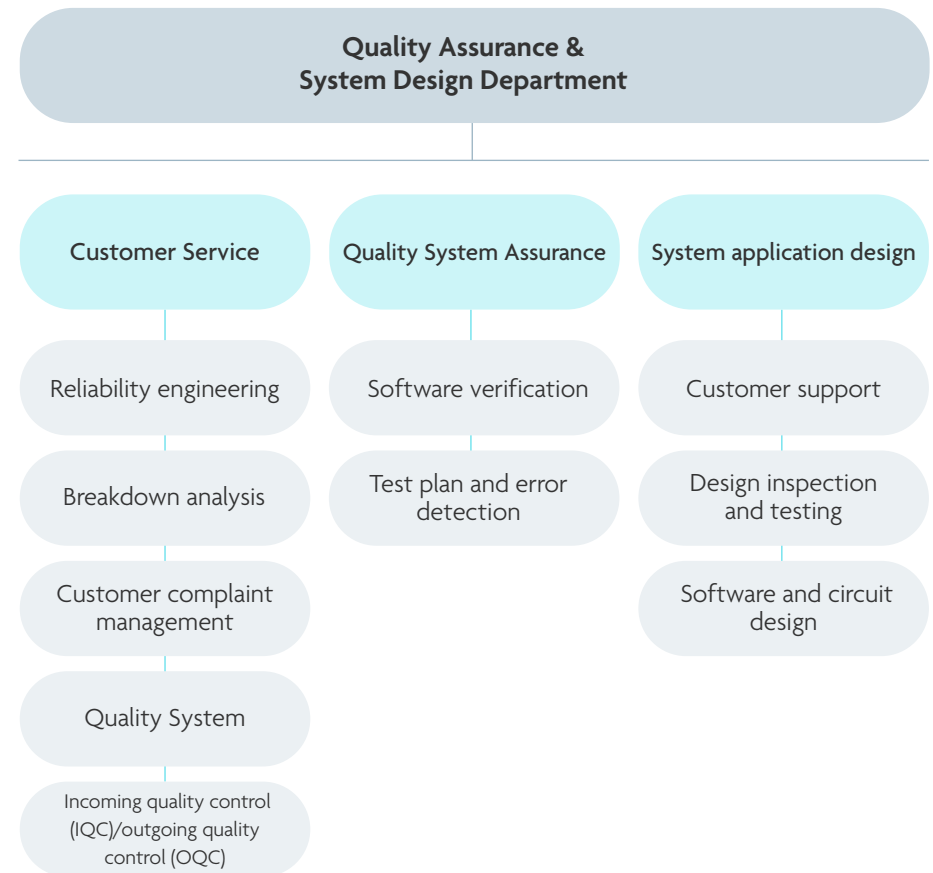 Quality Assurance &
System Design Department
Customer Service
Quality System Assurance
System application design
Reliability engineering
Software verification
Customer support
Breakdown analysis
Test plan and error
detection
Design inspection
and testing
Customer complaint
management
Software and circuit
design
Quality System
Incoming quality control
(IQC)/outgoing quality
control (OQC)